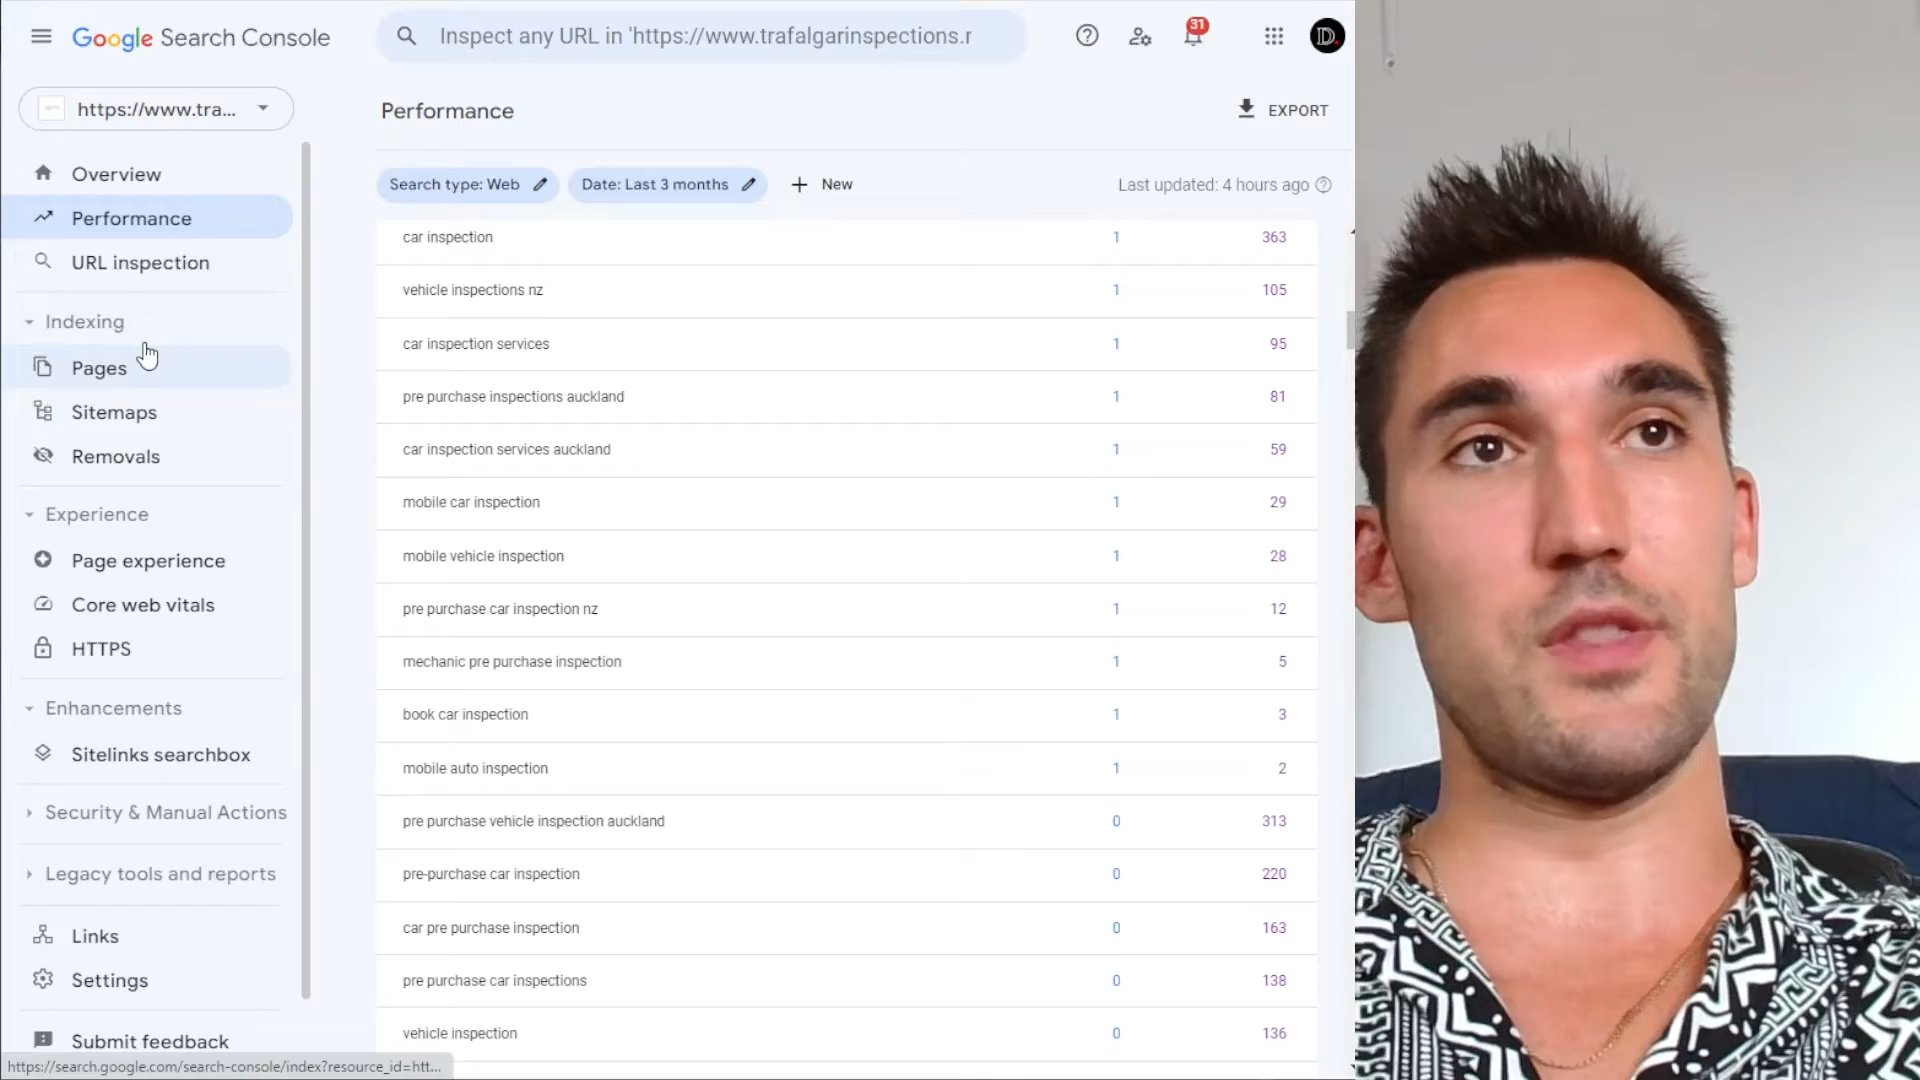 Google Search Console
Inspect any URL in 'https://www.trafalgarinspections.r
31
D.
https://www.tra...
Performance
EXPORT
Overview
Performance
URL inspection
Indexing
Pages
Sitemaps
Removals
Experience
Page experience
Core web vitals
HTTPS
Enhancements
Sitelinks searchbox
Security & Manual Actions
Legacy tools and reports
Links
Settings
Submit feedback
Search type: Web
Date: Last 3 months
New
Last updated: 4 hours ago
car inspection 1 363
vehicle inspections nz 1 105
car inspection services 1 95
pre purchase inspections auckland 1 81
car inspection services auckland 1 59
mobile car inspection 1 29
mobile vehicle inspection 1 28
pre purchase car inspection nz 1 12
mechanic pre purchase inspection 1 5
book car inspection 1 3
mobile auto inspection 1 2
pre purchase vehicle inspection auckland 0 313
pre-purchase car inspection 0 220
car pre purchase inspection 0 163
pre purchase car inspections 0 138
vehicle inspection 0 136
https://search.google.com/search-console/index?resource_id=htt...